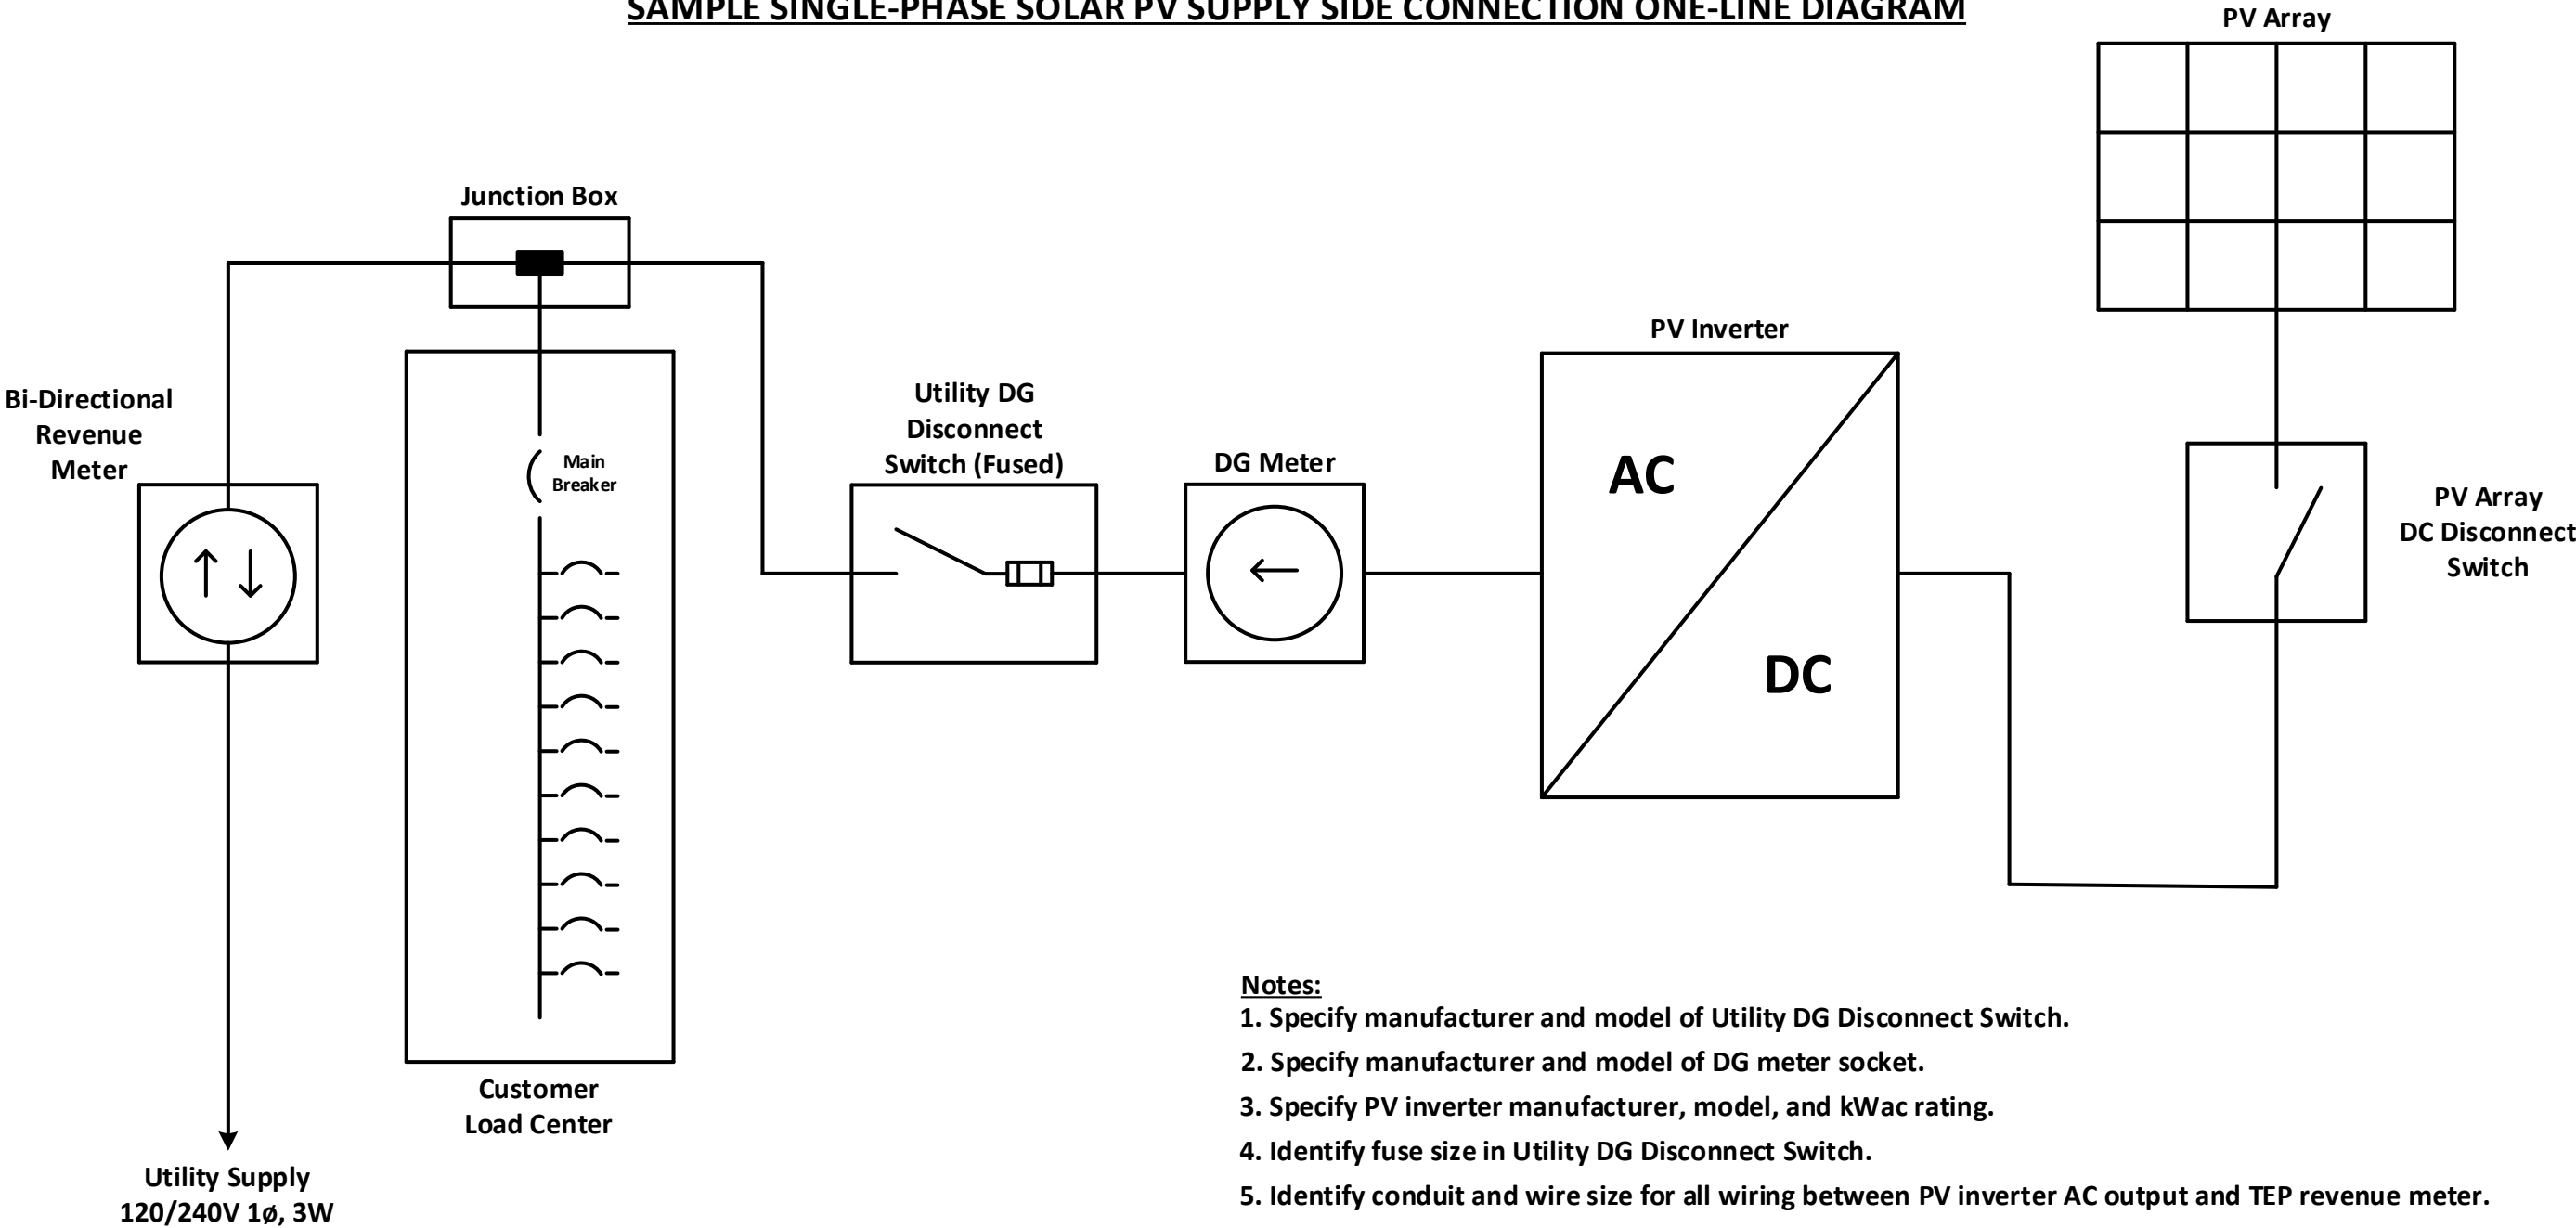 SAMPLE SINGLE-PHASE SOLAR PV SUPPLY SIDE CONNECTION ONE-LINE DIAGRAM
PV Array
Junction Box
PV Inverter
Bi-Directional
Revenue
Meter
Utility DG
Disconnect
Switch (Fused)
DG Meter
Main
Breaker
AC
DC
PV Array
DC Disconnect
Switch
Customer
Load Center
Utility Supply
120/240V 1ø, 3W
Notes:
1. Specify manufacturer and model of Utility DG Disconnect Switch.
2. Specify manufacturer and model of DG meter socket.
3. Specify PV inverter manufacturer, model, and kWac rating.
4. Identify fuse size in Utility DG Disconnect Switch.
5. Identify conduit and wire size for all wiring between PV inverter AC output and TEP revenue meter.